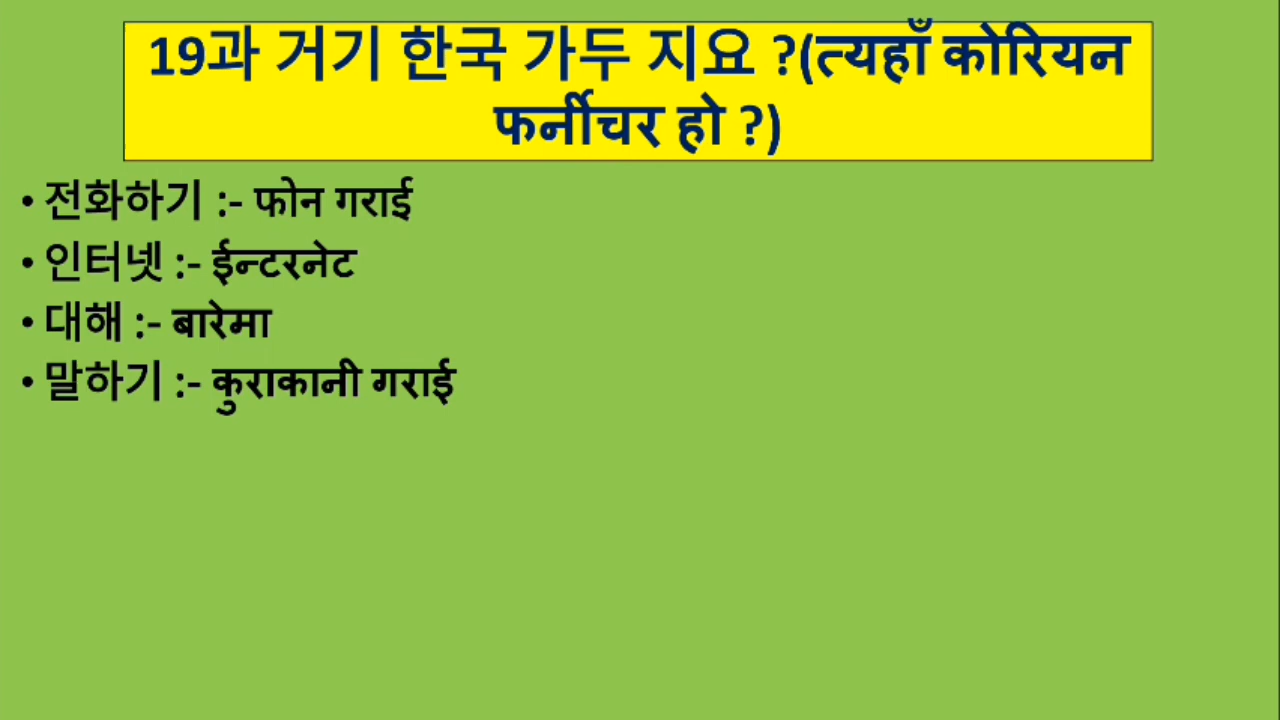 19과 거기 한국 가두 지요 ?(त्यहाँ कोरियन
फर्नीचर हो ?)
• 전화하기 :- फोन गराई
• 인터넷 :- ईन्टरनेट
• 대해 :- बारेमा
• 말하기 :- कुराकानी गराई